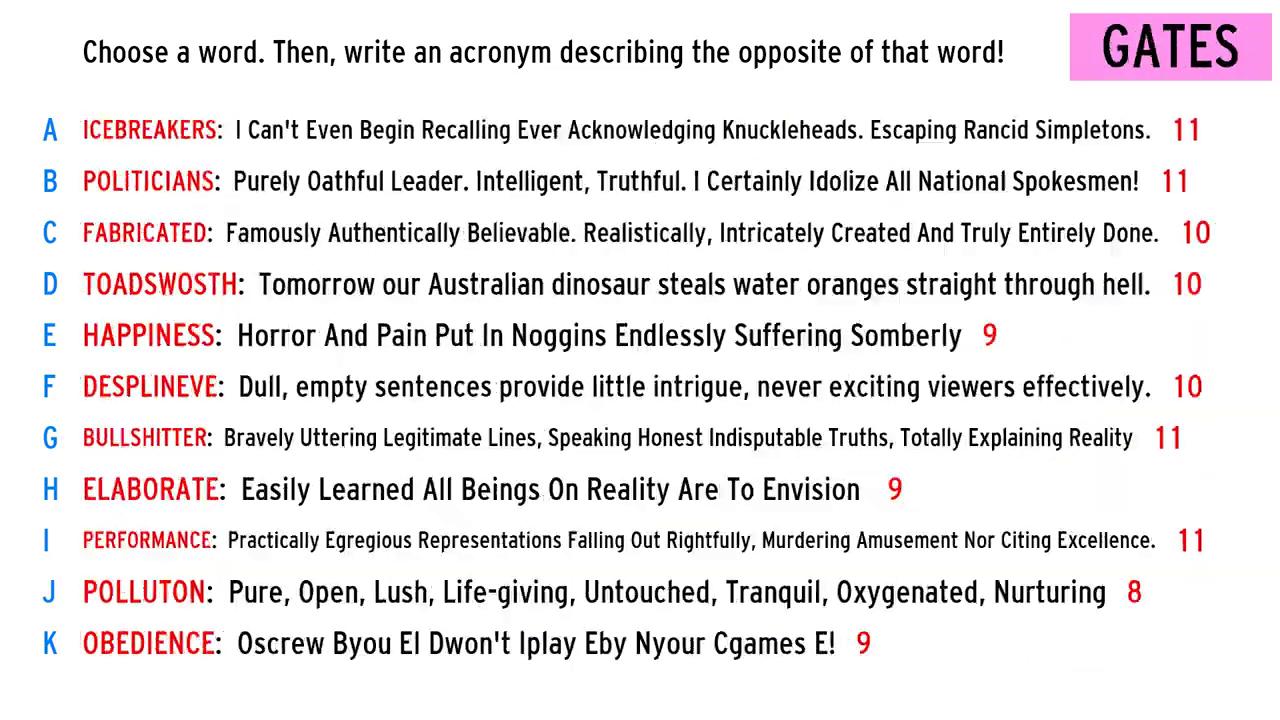 Choose a word. Then, write an acronym describing the opposite of that word!
GATES
A ICEBREAKERS: I Can't Even Begin Recalling Ever Acknowledging Knuckleheads. Escaping Rancid Simpletons. 11
B POLITICIANS: Purely Oathful Leader. Intelligent, Truthful. I Certainly Idolize All National Spokesmen! 11
C FABRICATED: Famously Authentically Believable. Realistically, Intricately Created And Truly Entirely Done. 10
D TOADSWOSTH: Tomorrow our Australian dinosaur steals water oranges straight through hell. 10
E HAPPINESS: Horror And Pain Put In Noggins Endlessly Suffering Somberly 9
F DESPLINEVE: Dull, empty sentences provide little intrigue, never exciting viewers effectively. 10
G BULLSHITTER: Bravely Uttering Legitimate Lines, Speaking Honest Indisputable Truths, Totally Explaining Reality 11
H ELABORATE: Easily Learned All Beings On Reality Are To Envision 9
I PERFORMANCE: Practically Egregious Representations Falling Out Rightfully, Murdering Amusement Nor Citing Excellence. 11
J POLLUTON: Pure, Open, Lush, Life-giving, Untouched, Tranquil, Oxygenated, Nurturing 8
K OBEDIENCE: Oscrew Byou El Dwon't Iplay Eby Nyour Cgames E! 9